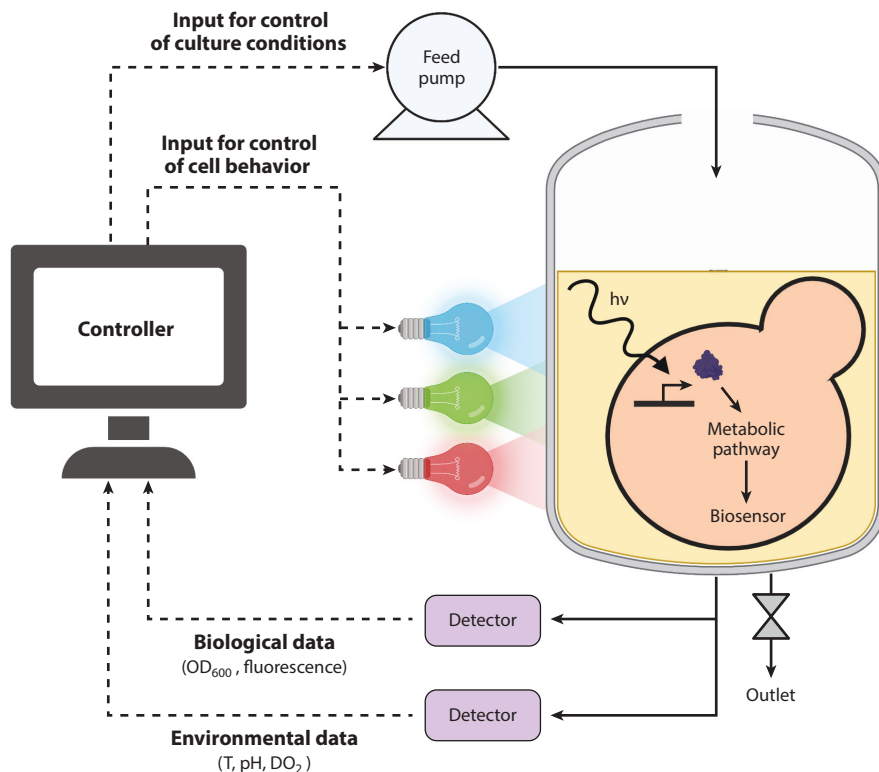 Input for control
of culture conditions
Feed
pump
Input for control
of cell behavior
Controller
hν
Metabolic
pathway
Biosensor
Detector
Biological data
(OD600 , fluorescence)
Outlet
Detector
Environmental data
(T, pH, DO2 )